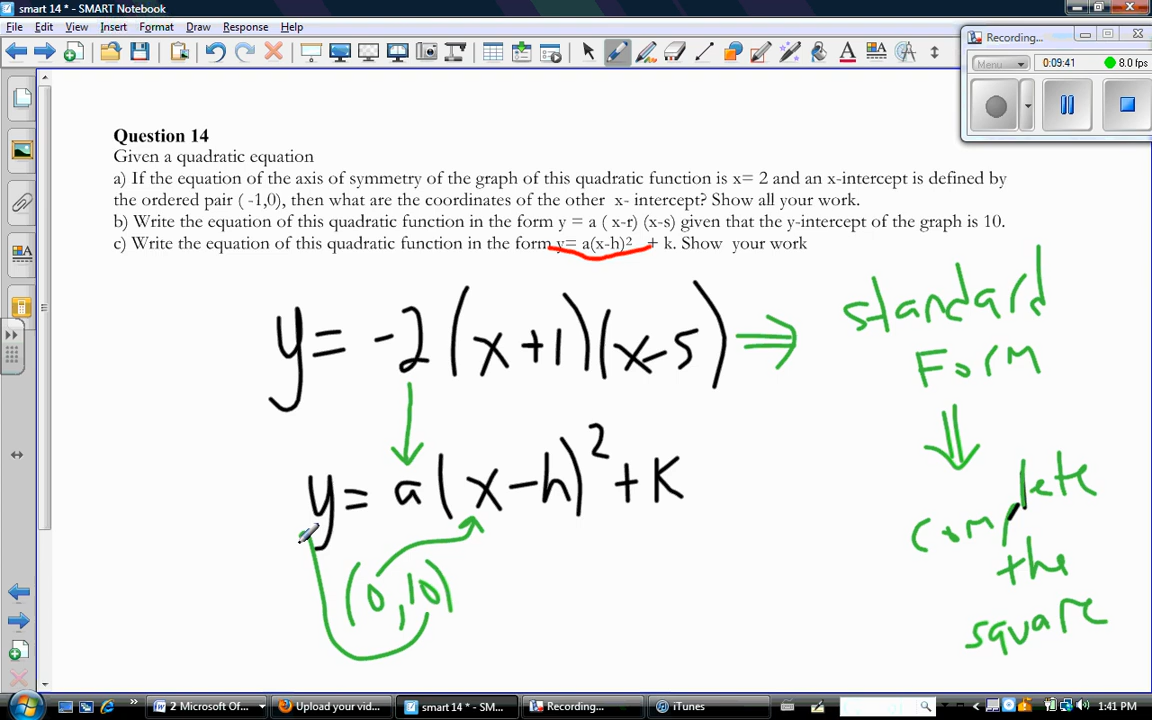 smart 14 * - SMART Notebook
File Edit View Insert Format Draw Response Help
Recording...
Menu 0:09:41 8.0 fps
Question 14
Given a quadratic equation
a) If the equation of the axis of symmetry of the graph of this quadratic function is x= 2 and an x-intercept is defined by
the ordered pair ( -1,0), then what are the coordinates of the other x- intercept? Show all your work.
b) Write the equation of this quadratic function in the form y = a ( x-r) (x-s) given that the y-intercept of the graph is 10.
c) Write the equation of this quadratic function in the form y= a(x-h)² + k. Show your work
y= -2(x+1)(x-5) ⇒ standard
Form
y= a(x-h)²+K
complete
the
square
(0,10)
2 Microsoft Of... Upload your vid... smart 14 * - SM... Recording... iTunes 1:41 PM